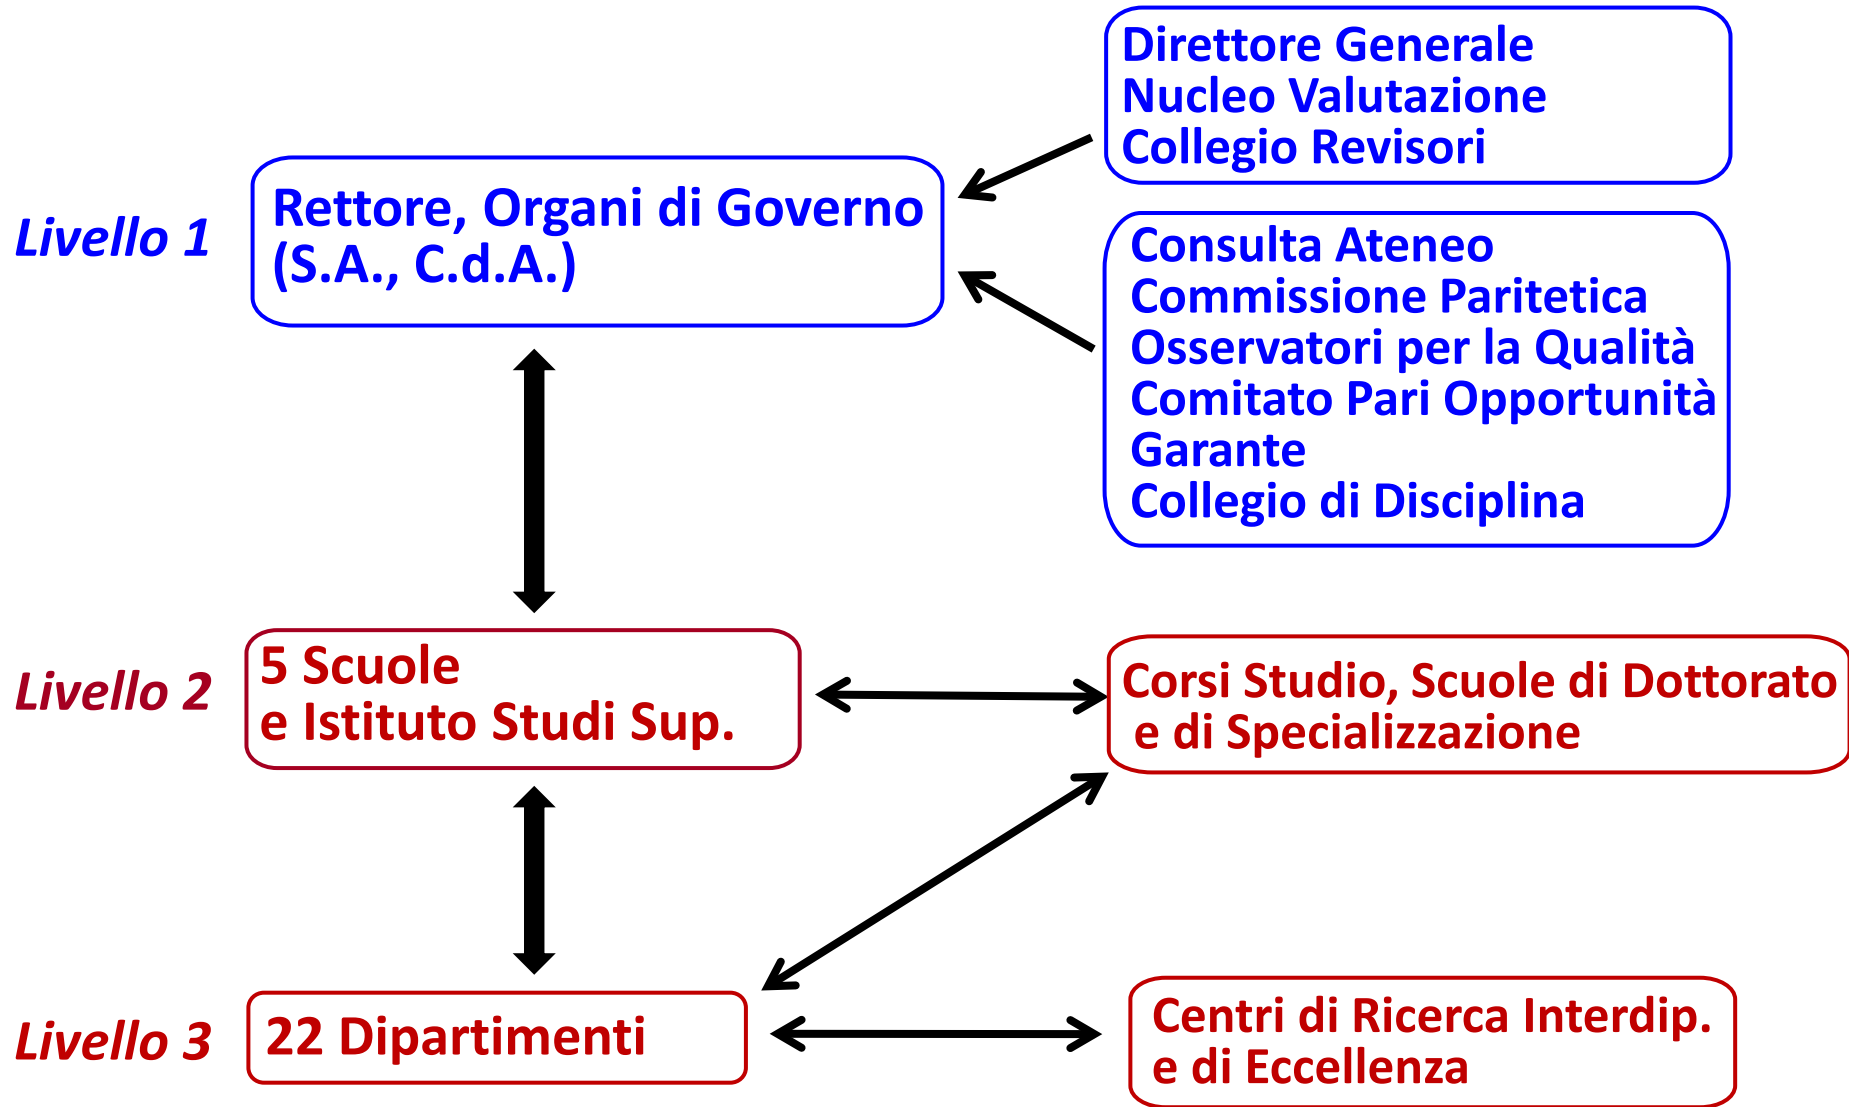 Direttore Generale
Nucleo Valutazione
Collegio Revisori
Livello 1
Rettore, Organi di Governo
(S.A., C.d.A.)
Consulta Ateneo
Commissione Paritetica
Osservatori per la Qualità
Comitato Pari Opportunità
Garante
Collegio di Disciplina
Livello 2
5 Scuole
e Istituto Studi Sup.
Corsi Studio, Scuole di Dottorato
e di Specializzazione
Livello 3
22 Dipartimenti
Centri di Ricerca Interdip.
e di Eccellenza